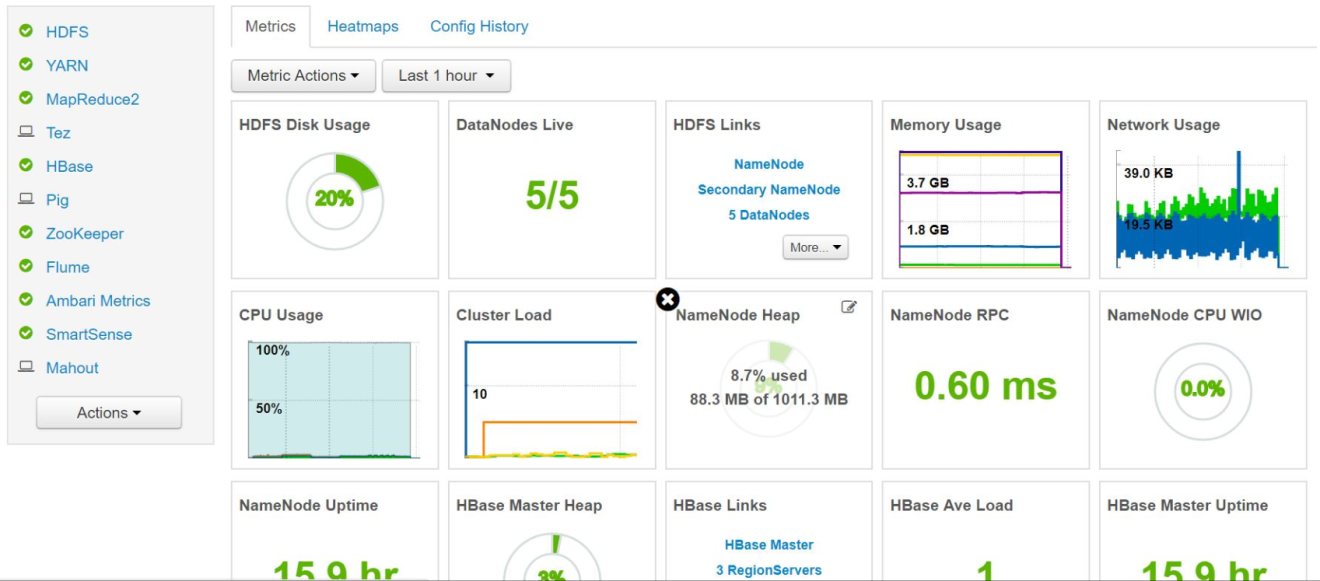 HDFS
YARN
MapReduce2
Tez
HBase
Pig
ZooKeeper
Flume
Ambari Metrics
SmartSense
Mahout
Actions
Metrics Heatmaps Config History
Metric Actions Last 1 hour
HDFS Disk Usage
20%
DataNodes Live
5/5
HDFS Links
NameNode
Secondary NameNode
5 DataNodes
More...
Memory Usage
3.7 GB
1.8 GB
Network Usage
39.0 KB
19.5 KB
CPU Usage
100%
50%
Cluster Load
10
NameNode Heap
8.7% used
9%
88.3 MB of 1011.3 MB
NameNode RPC
0.60 ms
NameNode CPU WIO
0.0%
NameNode Uptime
15.9 hr
HBase Master Heap
3%
HBase Links
HBase Master
3 RegionServers
HBase Ave Load
1
HBase Master Uptime
15.9 hr